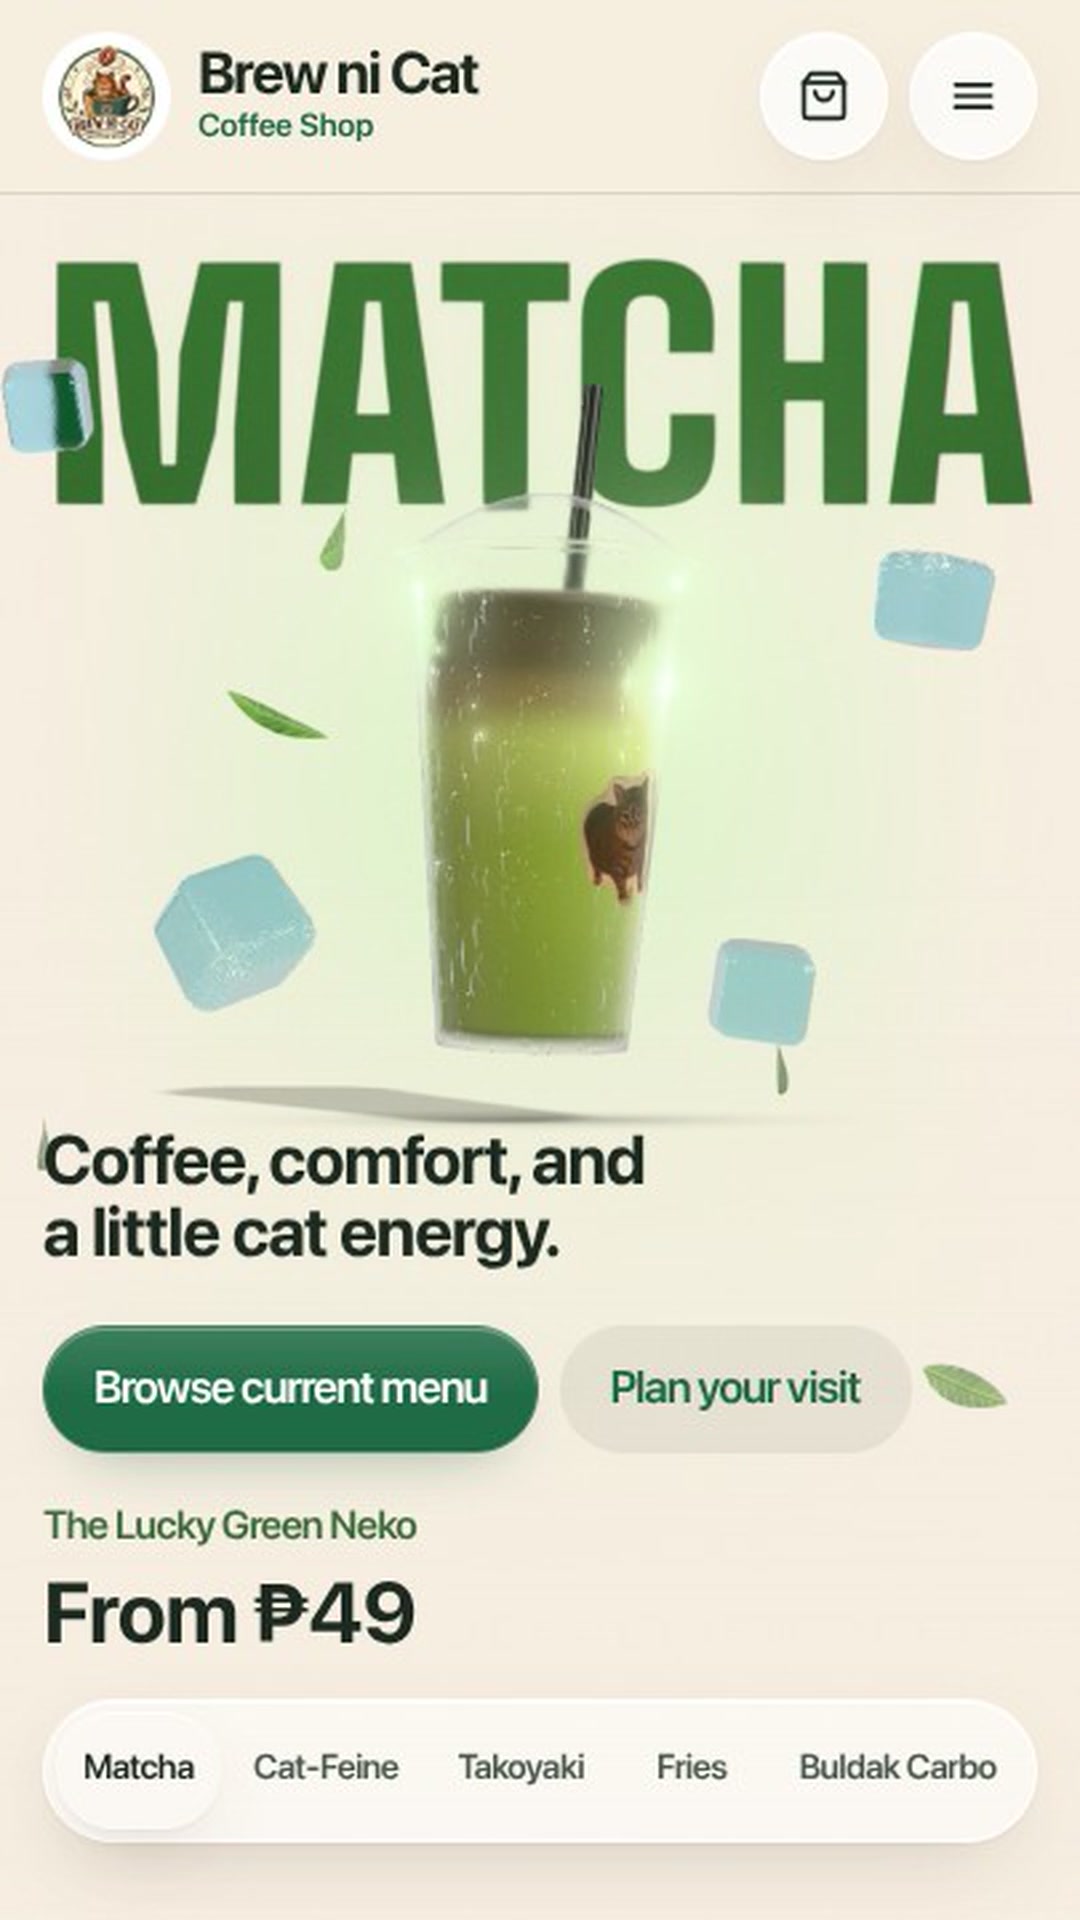 Brew ni Cat
Coffee Shop
MATCHA
Coffee, comfort, and
a little cat energy.
Browse current menu
Plan your visit
The Lucky Green Neko
From ₱49
Matcha
Cat-Feine
Takoyaki
Fries
Buldak Carbo